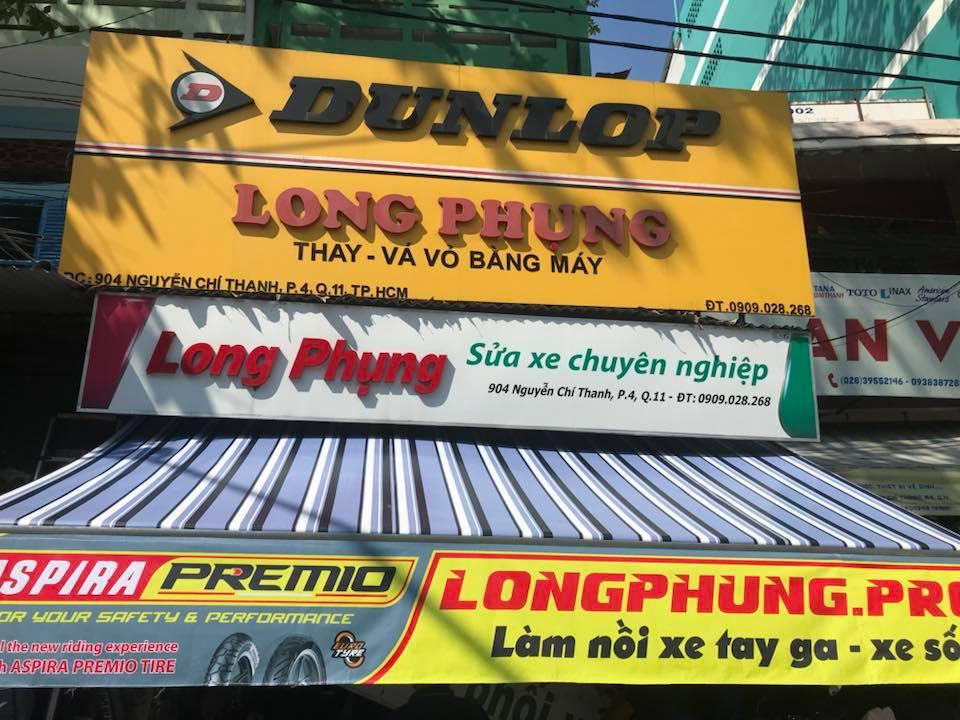 D DUNLOP
LONG PHỤNG
THAY - VÁ VỎ BẰNG MÁY
ĐC: 904 NGUYỄN CHÍ THANH, P.4, Q.11, TP.HCM
ĐT.0909.028.268
Long Phụng
Sửa xe chuyên nghiệp
904 Nguyễn Chí Thanh, P.4, Q.11 - ĐT: 0909.028.268
TOTO INAX American Standard
AN V
(028)39552146 - 093838728
ASPIRA PREMIO
FOR YOUR SAFETY & PERFORMANCE
the new riding experience
ASPIRA PREMIO TIRE
EURO TYRE
LONGPHUNG.PRO
Làm nồi xe tay ga - xe số